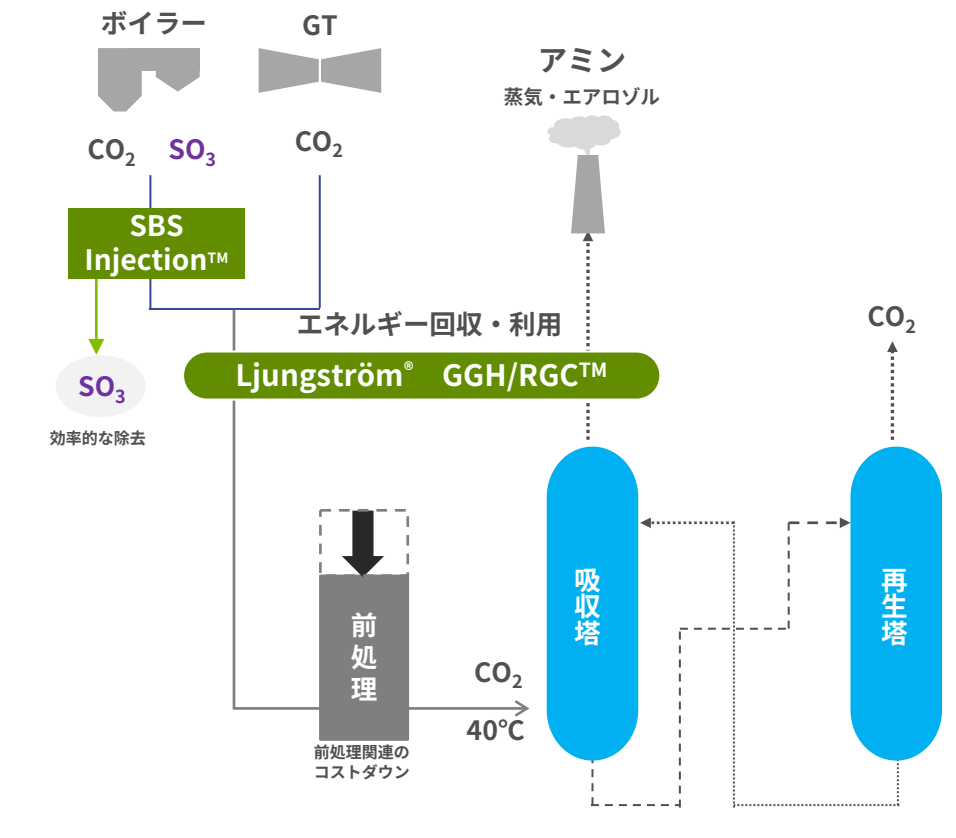 ボイラー
GT
CO2
SO3
CO2
アミン
蒸気・エアロゾル
SBS
Injection™
エネルギー回収・利用
Ljungström® GGH/RGC™
SO3
効率的な除去
CO2
前処理
CO2
40℃
前処理関連の
コストダウン
吸収塔
再生塔